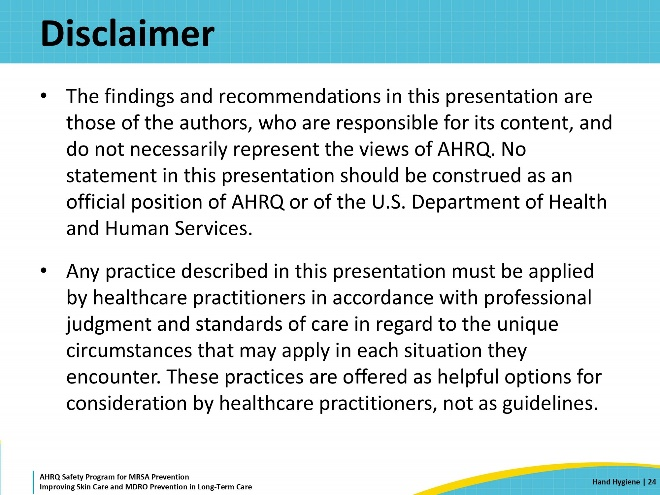 Disclaimer
• The findings and recommendations in this presentation are
those of the authors, who are responsible for its content, and
do not necessarily represent the views of AHRQ. No
statement in this presentation should be construed as an
official position of AHRQ or of the U.S. Department of Health
and Human Services.
• Any practice described in this presentation must be applied
by healthcare practitioners in accordance with professional
judgment and standards of care in regard to the unique
circumstances that may apply in each situation they
encounter. These practices are offered as helpful options for
consideration by healthcare practitioners, not as guidelines.
AHRQ Safety Program for MRSA Prevention
Improving Skin Care and MDRO Prevention in Long-Term Care
Hand Hygiene | 24